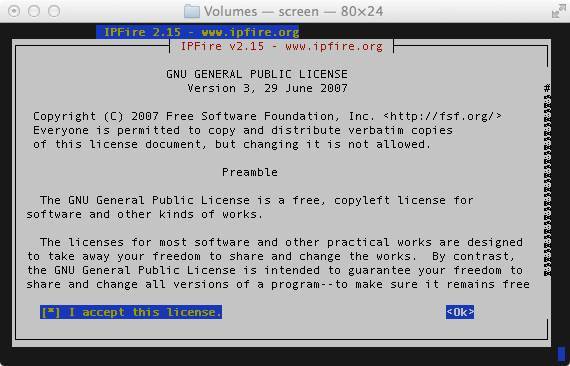 Volumes — screen — 80×24
IPFire 2.15 - www.ipfire.org
IPFire v2.15 - www.ipfire.org
GNU GENERAL PUBLIC LICENSE
Version 3, 29 June 2007
#
Copyright (C) 2007 Free Software Foundation, Inc. <http://fsf.org/>
Everyone is permitted to copy and distribute verbatim copies
of this license document, but changing it is not allowed.
Preamble
The GNU General Public License is a free, copyleft license for
software and other kinds of works.
The licenses for most software and other practical works are designed
to take away your freedom to share and change the works.  By contrast,
the GNU General Public License is intended to guarantee your freedom to
share and change all versions of a program--to make sure it remains free
[*] I accept this license.
<Ok>